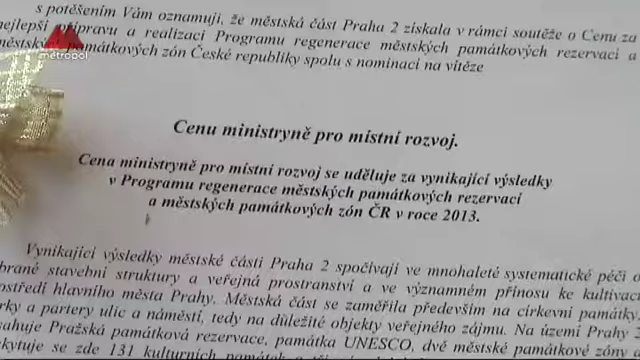 s potěšením Vám oznamuji, že městská část Praha 2 získala v rámci soutěže o Cenu za
nejlepší přípravu a realizaci Programu regenerace městských památkových rezervací a
městských památkových zón České republiky spolu s nominací na vítěze
metropol
Cenu ministryně pro místní rozvoj.
Cena ministryně pro místní rozvoj se uděluje za vynikající výsledky
v Programu regenerace městských památkových rezervací
a městských památkových zón ČR v roce 2013.
Vynikající výsledky městské části Praha 2 spočívají ve mnohaleté systematické péči o
brané stavební struktury a veřejná prostranství a ve významném přínosu ke kultivaci
ostředí hlavního města Prahy. Městská část se zaměřila především na církevní památky,
rky a partery ulic a náměstí, tedy na důležité objekty veřejného zájmu. Na území Prahy 2
sahuje Pražská památková rezervace, památka UNESCO, dvě městské památkové zóny
skytuje se zde 131 kulturních památek a